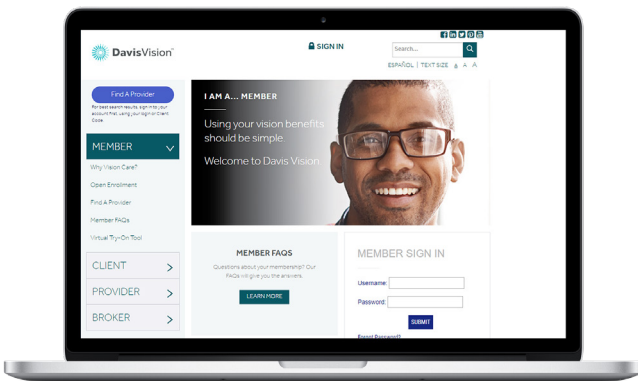 DavisVision
SIGN IN
Search...
ESPAÑOL | TEXT SIZE A A A
Find A Provider
For best search results, sign in to your
account first, using your login or Client
Code.
MEMBER
Why Vision Care?
Open Enrollment
Find A Provider
Member FAQs
Virtual Try-On Tool
CLIENT
PROVIDER
BROKER
I AM A... MEMBER
Using your vision benefits
should be simple
Welcome to Davis Vision
MEMBER FAQS
Questions about your membership? Our
FAQs will give you the answers.
LEARN MORE
MEMBER SIGN IN
Username:
Password:
SUBMIT
Forgot Password?